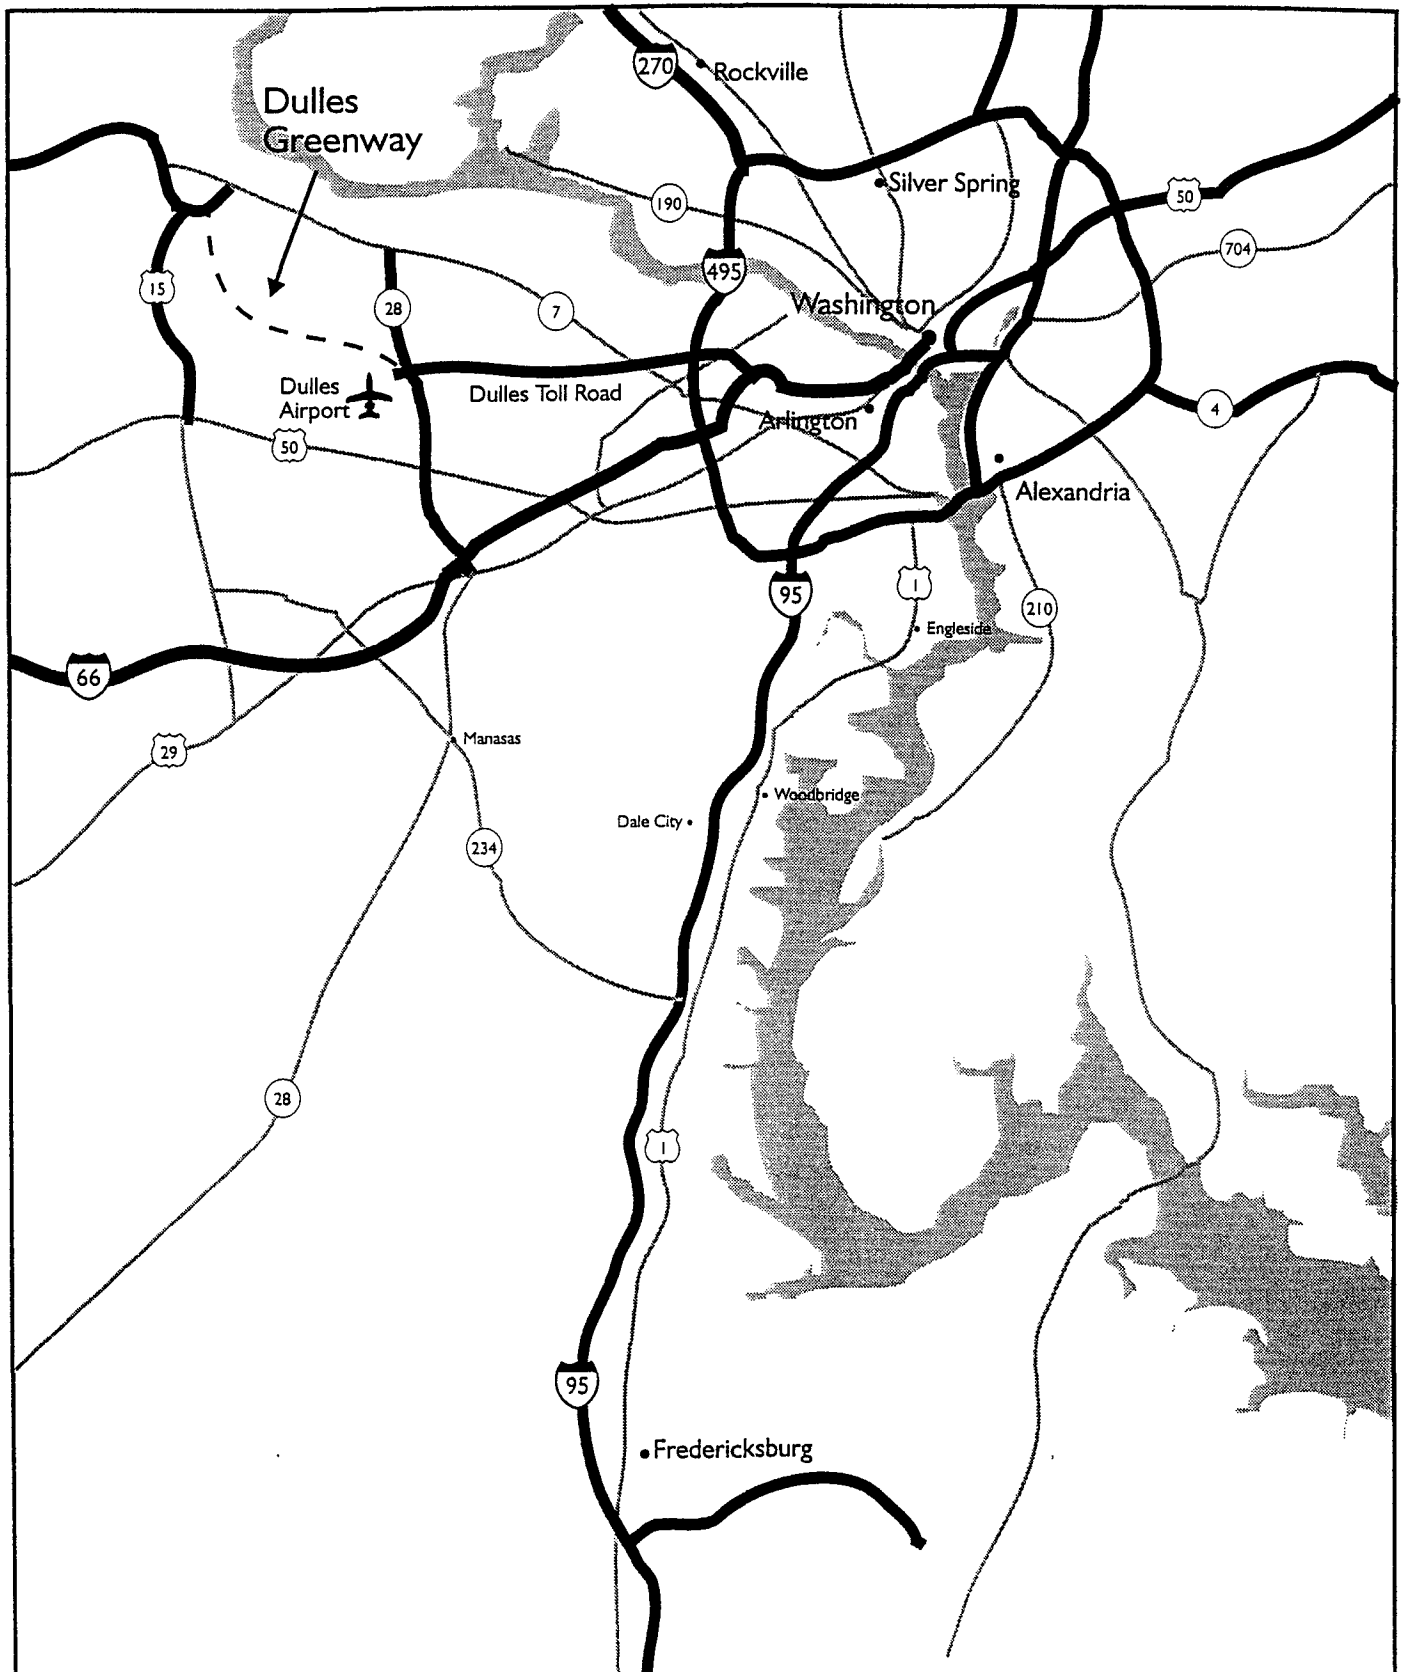 270
Rockville
Dulles
Greenway
Silver Spring
190
50
704
495
15
28
7
Washington
Dulles
Airport
Dulles Toll Road
Arlington
4
50
Alexandria
95
1
210
Engleside
66
29
Manasas
Woodbridge
Dale City
234
28
1
95
Fredericksburg